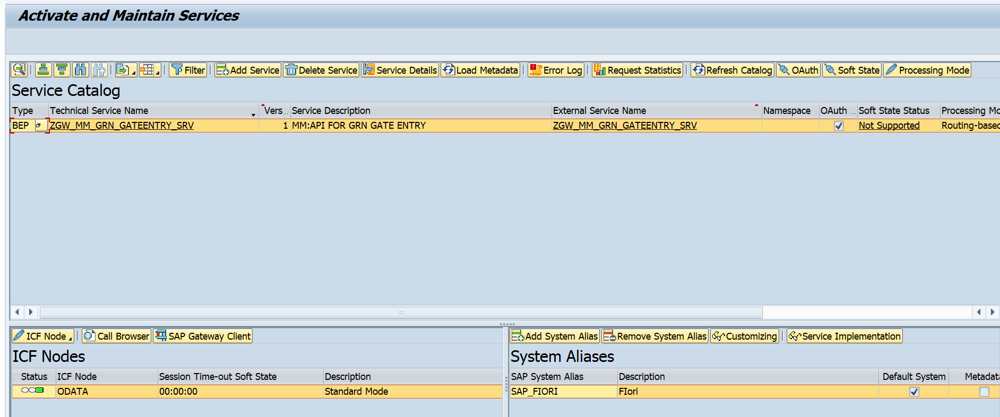 Activate and Maintain Services
Filter Add Service Delete Service Service Details Load Metadata Error Log Request Statistics Refresh Catalog OAuth Soft State Processing Mode
Service Catalog
Type Technical Service Name Vers... Service Description External Service Name Namespace OAuth ... Soft State Status Processing Mo
BEP ZGW_MM_GRN_GATEENTRY_SRV 1 MM:API FOR GRN GATE ENTRY ZGW_MM_GRN_GATEENTRY_SRV Not Supported Routing-based
ICF Node Call Browser SAP Gateway Client
ICF Nodes
Status ICF Node Session Time-out Soft State Description
ODATA 00:00:00 Standard Mode
Add System Alias Remove System Alias Customizing Service Implementation
System Aliases
SAP System Alias Description Default System Metadata
SAP_FIORI FIori